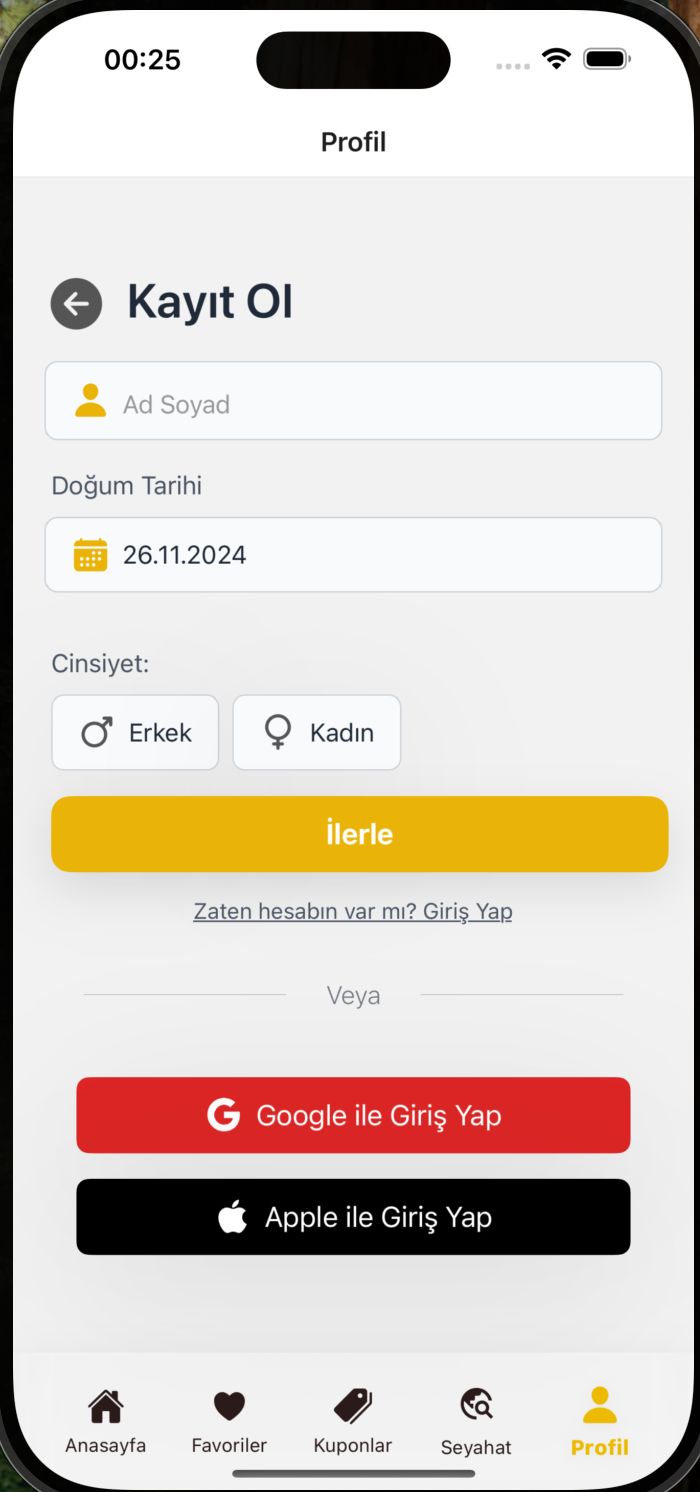 00:25
Profil
Kayıt Ol
Ad Soyad
Doğum Tarihi
26.11.2024
Cinsiyet:
Erkek Kadın
İlerle
Zaten hesabın var mı? Giriş Yap
Veya
Google ile Giriş Yap
Apple ile Giriş Yap
Anasayfa Favoriler Kuponlar Seyahat Profil